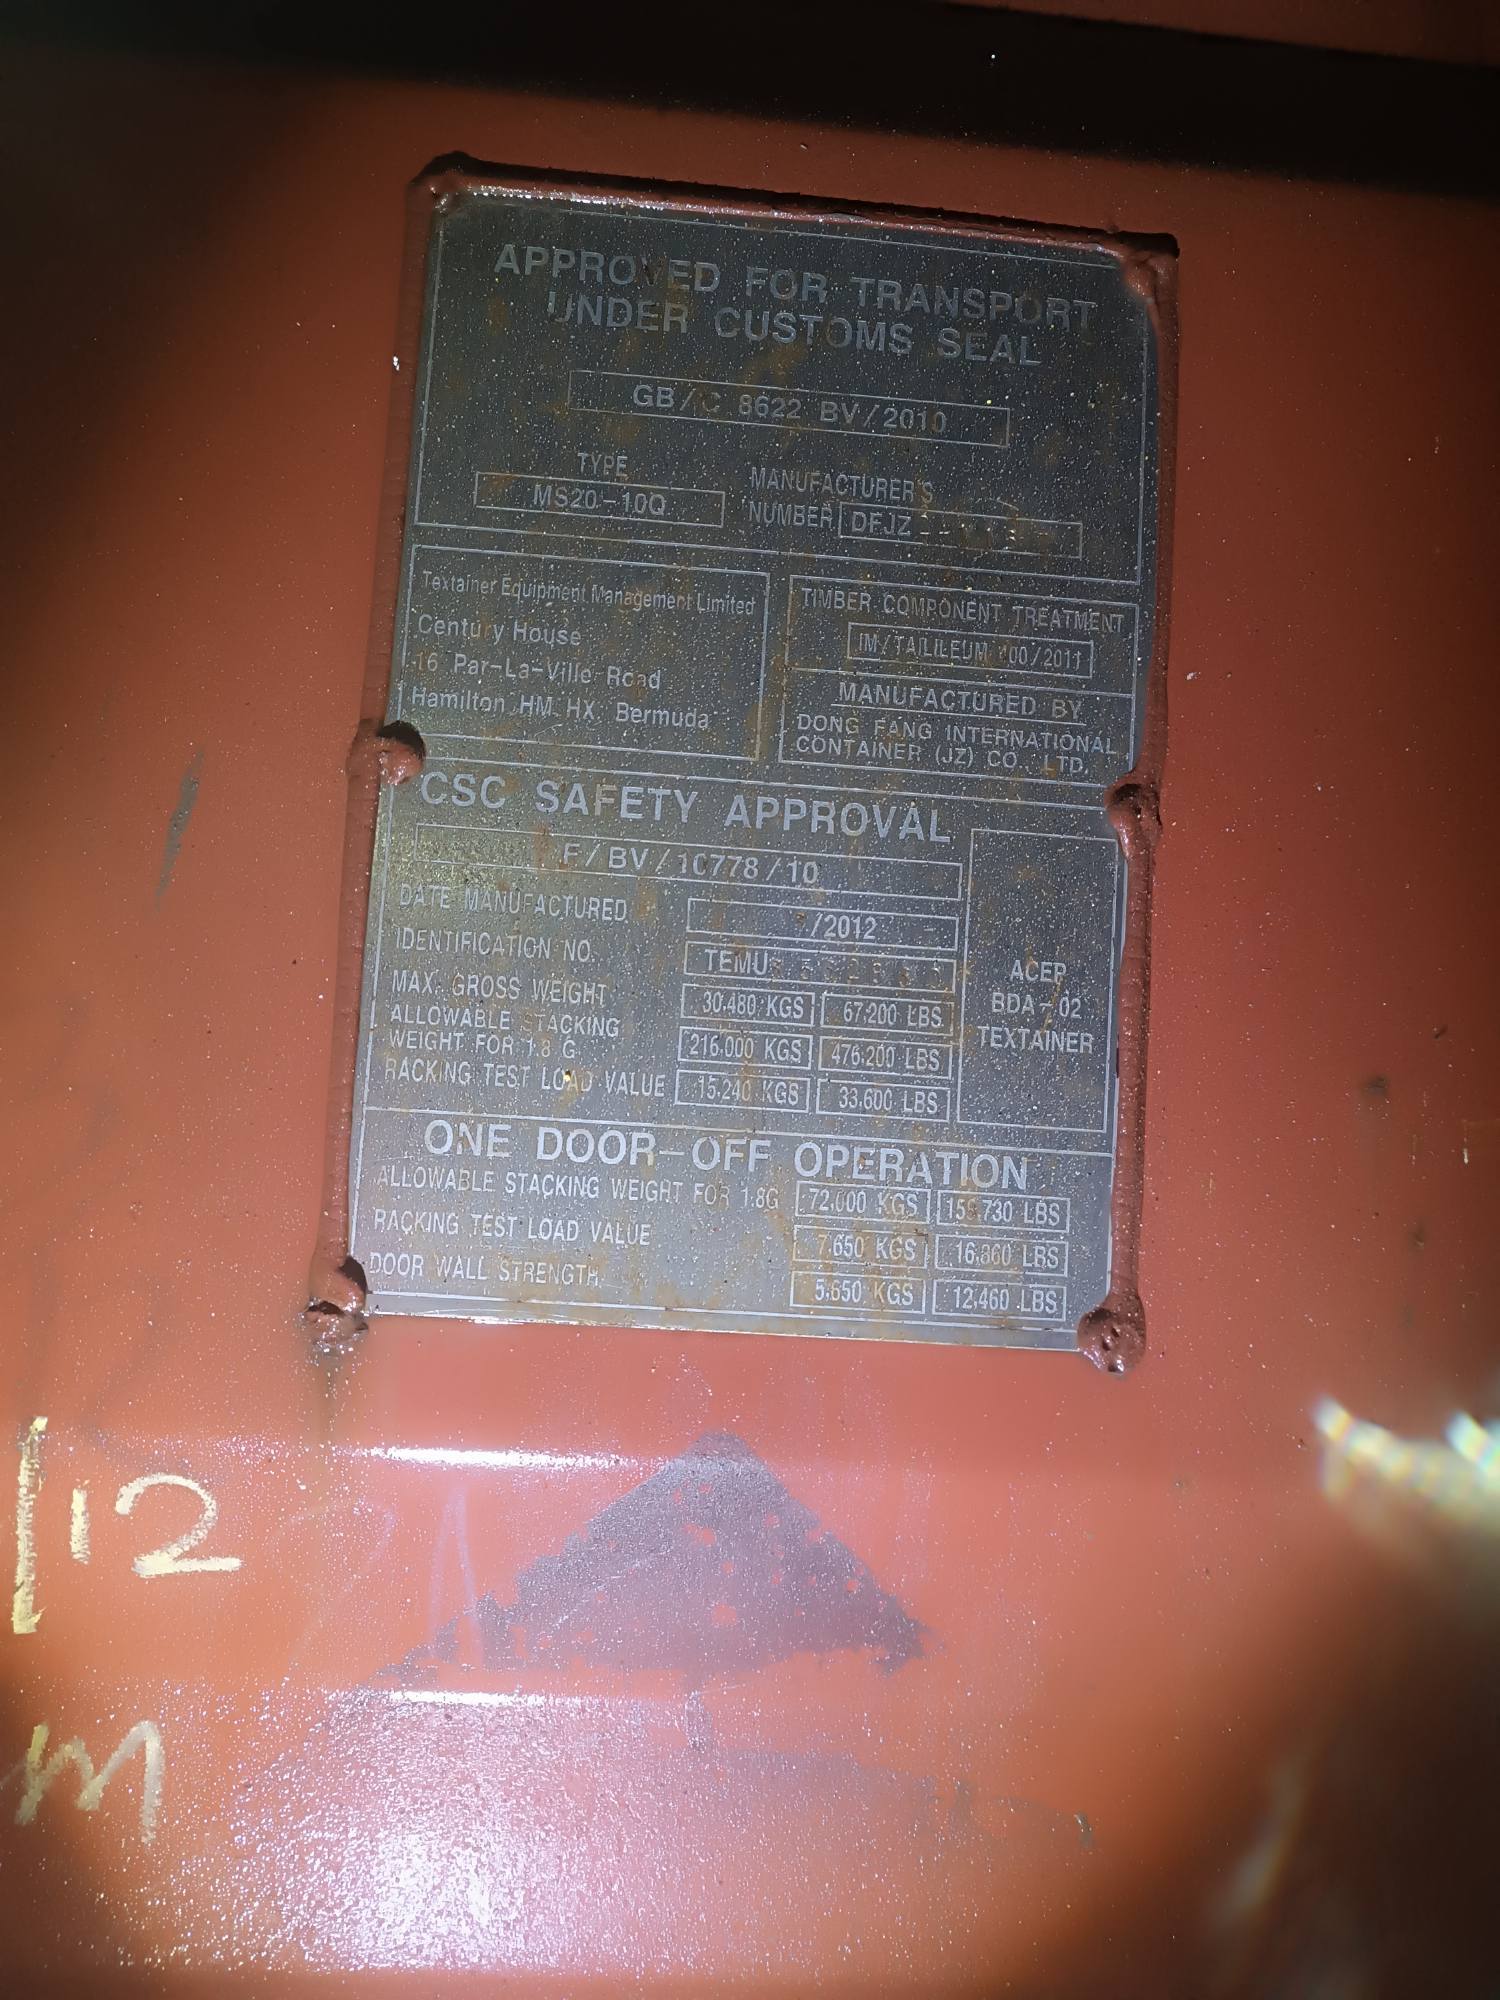 APPROVED FOR TRANSPORT
UNDER CUSTOMS SEAL
GB/C 8622 BV/2010
TYPE
MS20-10Q
MANUFACTURER'S
NUMBER DFJZ
Textainer Equipment Management Limited
Century House
16 Par-La-Ville Road
Hamilton HM HX Bermuda
TIMBER COMPONENT TREATMENT
/2011
MANUFACTURED BY
DONG FANG INTERNATIONAL
CONTAINER (JZ) CO., LTD.
CSC SAFETY APPROVAL
F/BV/10778/10
DATE MANUFACTURED /2012
IDENTIFICATION NO. TEMU
MAX. GROSS WEIGHT 30,480 KGS 67,200 LBS
ALLOWABLE STACKING
WEIGHT FOR 1.8 G 216,000 KGS 476,200 LBS
RACKING TEST LOAD VALUE 15,240 KGS 33,600 LBS
ACEP
BDA-02
TEXTAINER
ONE DOOR-OFF OPERATION
ALLOWABLE STACKING WEIGHT FOR 1.8G 72,000 KGS 158,730 LBS
RACKING TEST LOAD VALUE 7,650 KGS 16,860 LBS
DOOR WALL STRENGTH 5,650 KGS 12,460 LBS
/12
m